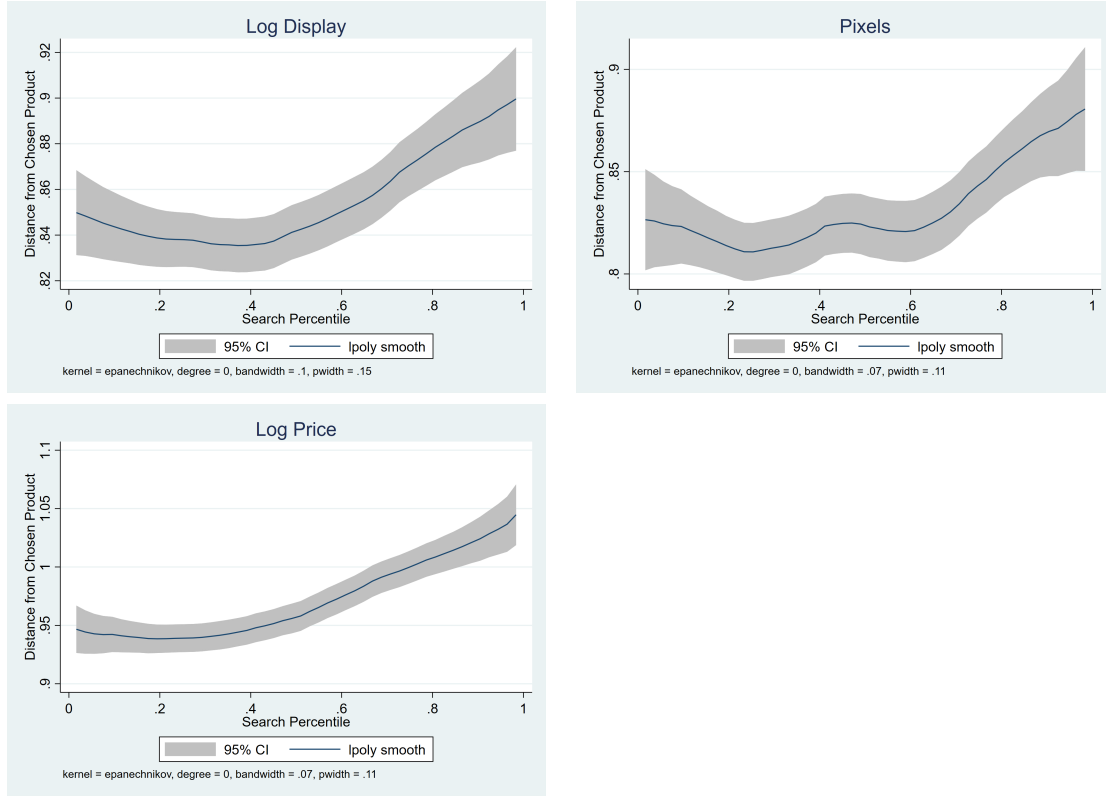 Log Display
Distance from Chosen Product
.92
.9
.88
.86
.84
.82
0 .2 .4 .6 .8 1
Search Percentile
95% CI lpoly smooth
kernel = epanechnikov, degree = 0, bandwidth = .1, pwidth = .15
Pixels
Distance from Chosen Product
.9
.85
.8
0 .2 .4 .6 .8 1
Search Percentile
95% CI lpoly smooth
kernel = epanechnikov, degree = 0, bandwidth = .07, pwidth = .11
Log Price
Distance from Chosen Product
1.1
1.05
1
.95
.9
0 .2 .4 .6 .8 1
Search Percentile
95% CI lpoly smooth
kernel = epanechnikov, degree = 0, bandwidth = .07, pwidth = .11